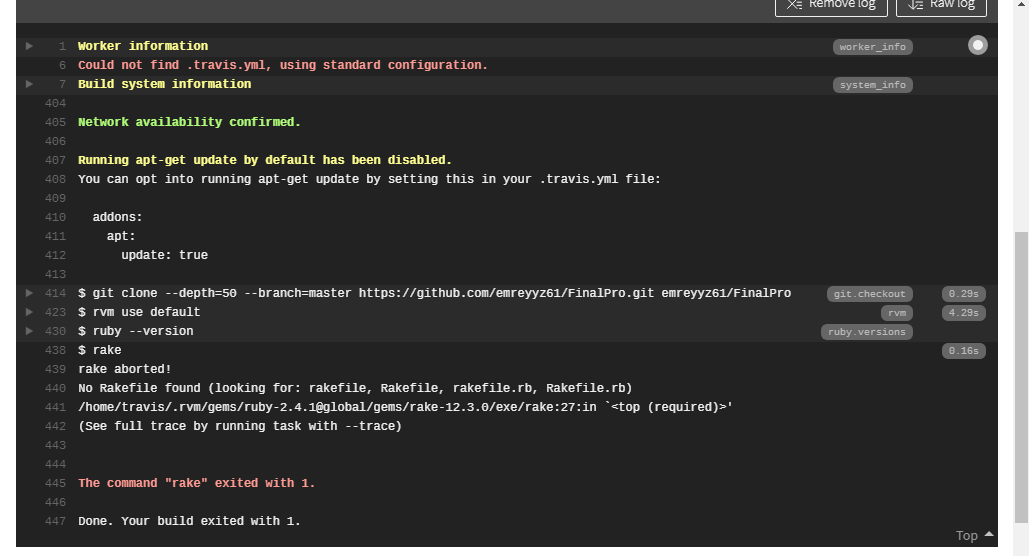 Remove log Raw log
1 Worker information worker_info
6 Could not find .travis.yml, using standard configuration.
7 Build system information system_info
404
405 Network availability confirmed.
406
407 Running apt-get update by default has been disabled.
408 You can opt into running apt-get update by setting this in your .travis.yml file:
409
410 addons:
411 apt:
412 update: true
413
414 $ git clone --depth=50 --branch=master https://github.com/emreyyz61/FinalPro.git emreyyz61/FinalPro git.checkout 0.29s
423 $ rvm use default rvm 4.29s
430 $ ruby --version ruby.versions
438 $ rake 0.16s
439 rake aborted!
440 No Rakefile found (looking for: rakefile, Rakefile, rakefile.rb, Rakefile.rb)
441 /home/travis/.rvm/gems/ruby-2.4.1@global/gems/rake-12.3.0/exe/rake:27:in `<top (required)>'
442 (See full trace by running task with --trace)
443
444
445 The command "rake" exited with 1.
446
447 Done. Your build exited with 1.
Top